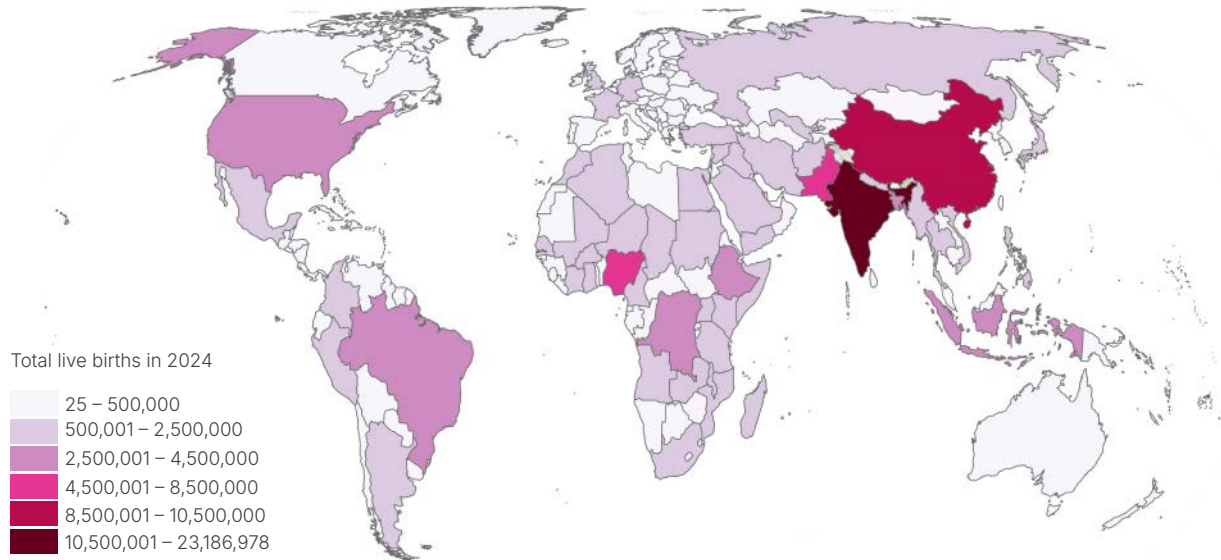 Total live births in 2024
25 – 500,000
500,001 – 2,500,000
2,500,001 – 4,500,000
4,500,001 – 8,500,000
8,500,001 – 10,500,000
10,500,001 – 23,186,978